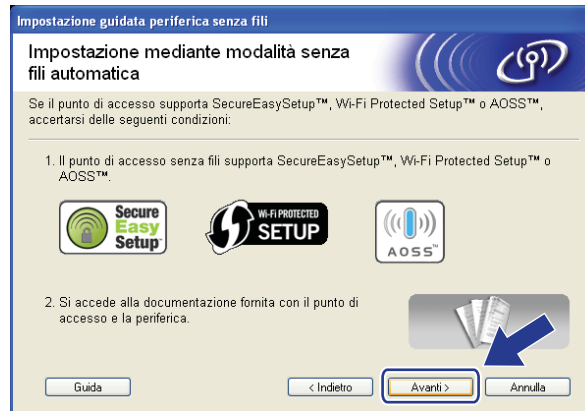 Impostazione guidata periferica senza fili
Impostazione mediante modalità senza
fili automatica
Se il punto di accesso supporta SecureEasySetup™, Wi-Fi Protected Setup™ o AOSS™,
accertarsi delle seguenti condizioni:
1. Il punto di accesso senza fili supporta SecureEasySetup™, Wi-Fi Protected Setup™ o
AOSS™.
Secure
Easy
Setup™
WI-FI PROTECTED
SETUP
AOSS™
2. Si accede alla documentazione fornita con il punto di
accesso e la periferica.
Guida
< Indietro
Avanti >
Annulla